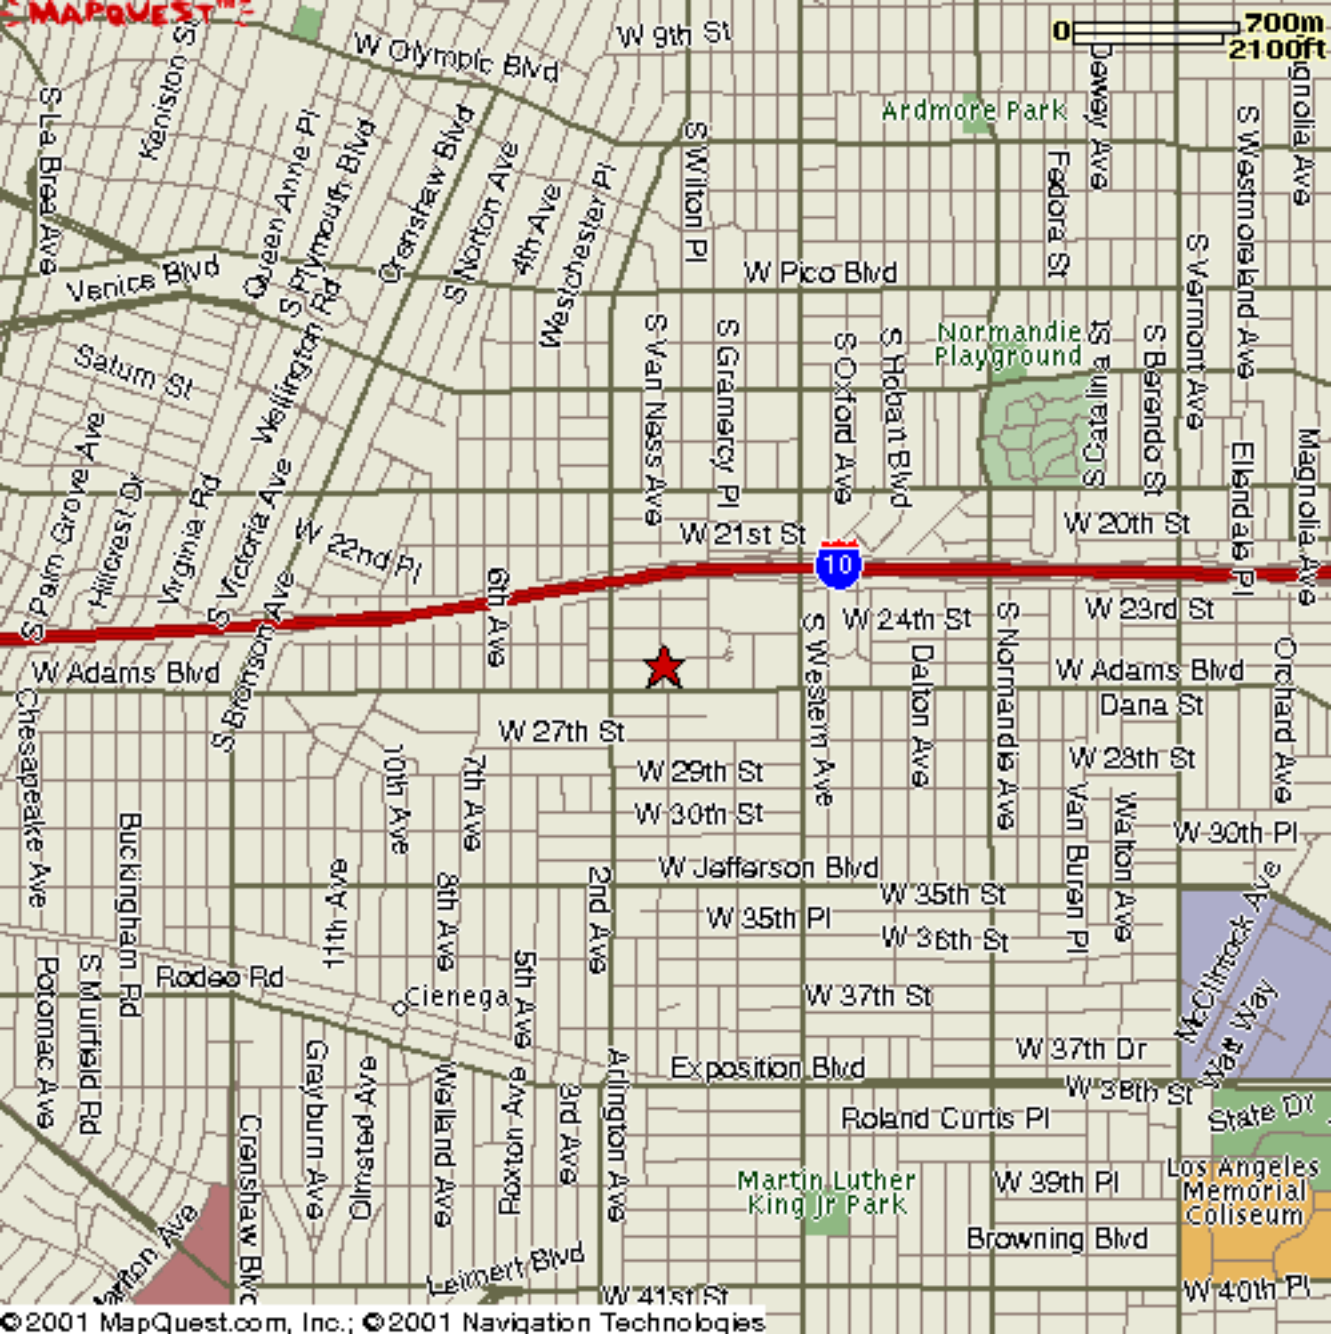 MAPQUEST™
0 700m
2100ft
W 9th St
W Olympic Blvd
Keniston St
S La Brea Ave
Queen Anne Pl
S Plymouth Blvd
Crenshaw Blvd
S Norton Ave
4th Ave
Westchester Pl
S Wilton Pl
Ardmore Park
Dewey Ave
Fedora St
S Westmoreland Ave
S Vermont Ave
W Pico Blvd
Venice Blvd
Wellington Rd
Saturn St
S Van Ness Ave
S Gramercy Pl
S Oxford Ave
S Hobart Blvd
Normandie
Playground
S Catalina St
S Berendo St
Ellendale Pl
Magnolia Ave
S Palm Grove Ave
Hillcrest Dr
Virginia Rd
S Victoria Ave
W 22nd Pl
W 21st St
W 20th St
10
6th Ave
S Bronson Ave
W 24th St
W 23rd St
S Western Ave
Dalton Ave
S Normandie Ave
Orchard Ave
W Adams Blvd
W Adams Blvd
Dana St
Chesapeake Ave
W 27th St
W 28th St
10th Ave
7th Ave
W 29th St
W 30th St
Van Buren Pl
Walton Ave
W 30th Pl
Buckingham Rd
W Jefferson Blvd
11th Ave
8th Ave
2nd Ave
W 35th St
W 35th Pl
W 36th St
McClintock Ave
Potomac Ave
S Muirfield Rd
Rodeo Rd
Cienega
5th Ave
W 37th St
Watt Way
W 37th Dr
Exposition Blvd
W 38th St
Grayburn Ave
Olmsted Ave
Welland Ave
Roxton Ave
3rd Ave
Arlington Ave
Roland Curtis Pl
State Dr
Crenshaw Blvd
Martin Luther
King Jr Park
W 39th Pl
Los Angeles
Memorial
Coliseum
Browning Blvd
Leimert Blvd
W 41st St
W 40th Pl
©2001 MapQuest.com, Inc.; ©2001 Navigation Technologies